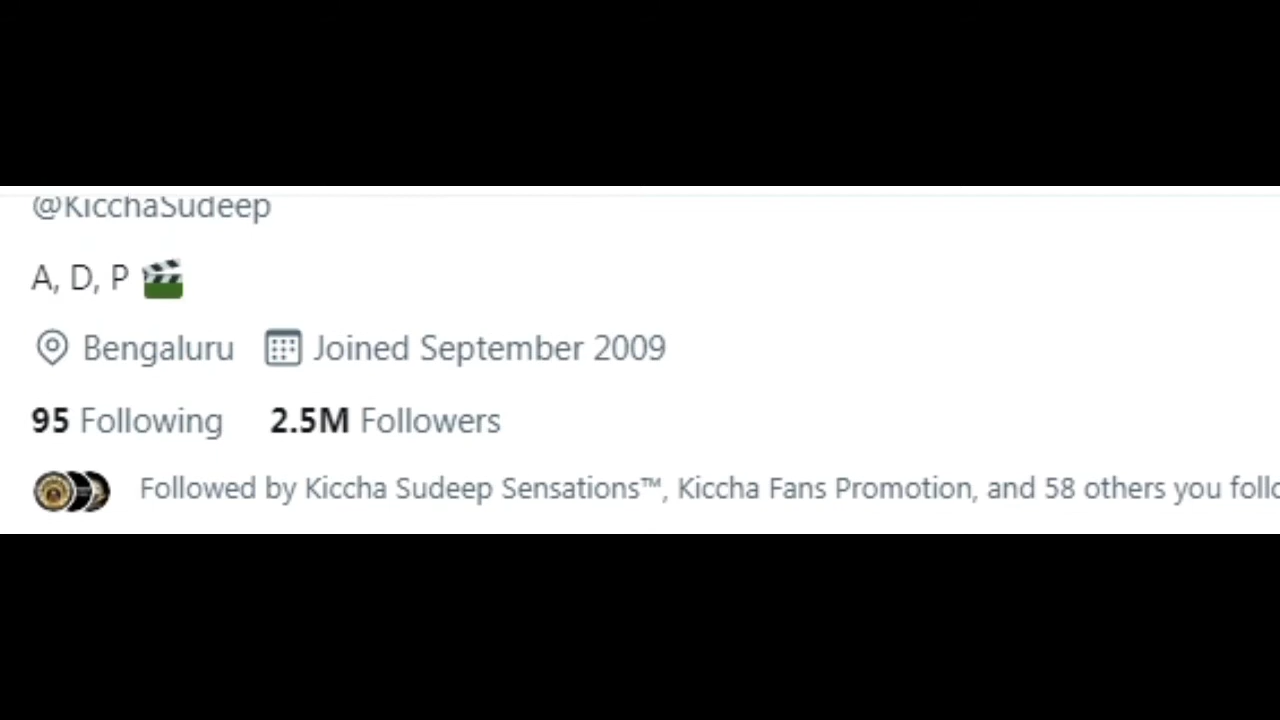 @KicchaSudeep
A, D, P 🎬
Bengaluru Joined September 2009
95 Following 2.5M Followers
Followed by Kiccha Sudeep Sensations™, Kiccha Fans Promotion, and 58 others you follo